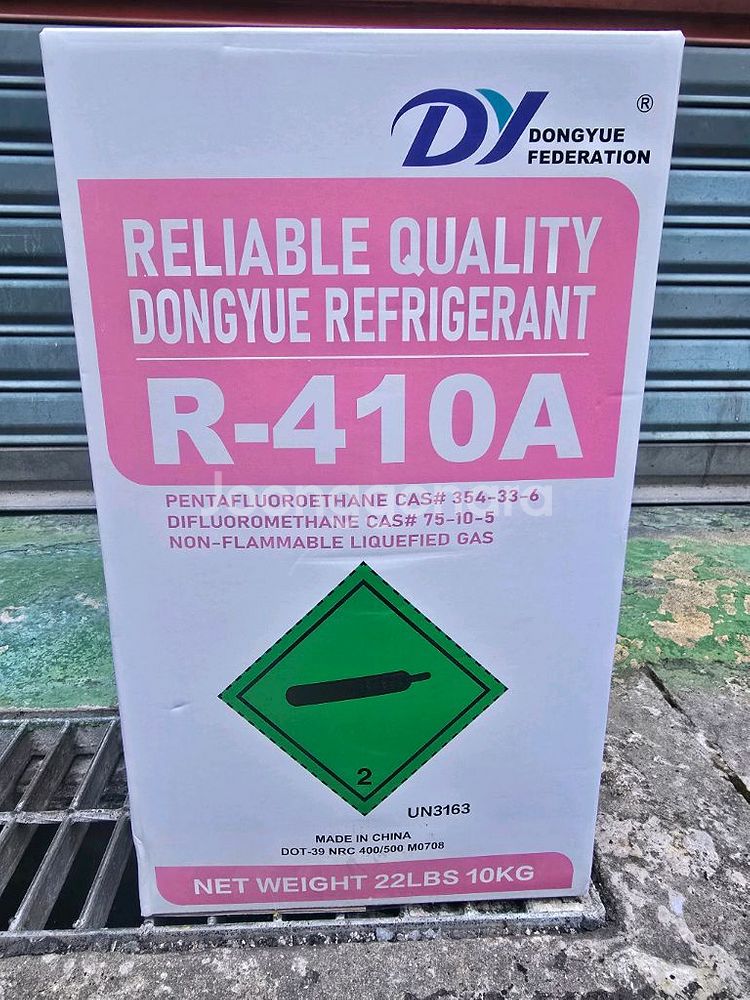 DY ®
DONGYUE
FEDERATION
RELIABLE QUALITY
DONGYUE REFRIGERANT
R-410A
Joonggonara
PENTAFLUOROETHANE CAS# 354-33-6
DIFLUOROMETHANE CAS# 75-10-5
NON-FLAMMABLE LIQUEFIED GAS
2
UN3163
MADE IN CHINA
DOT-39 NRC 400/500 M0708
NET WEIGHT 22LBS 10KG